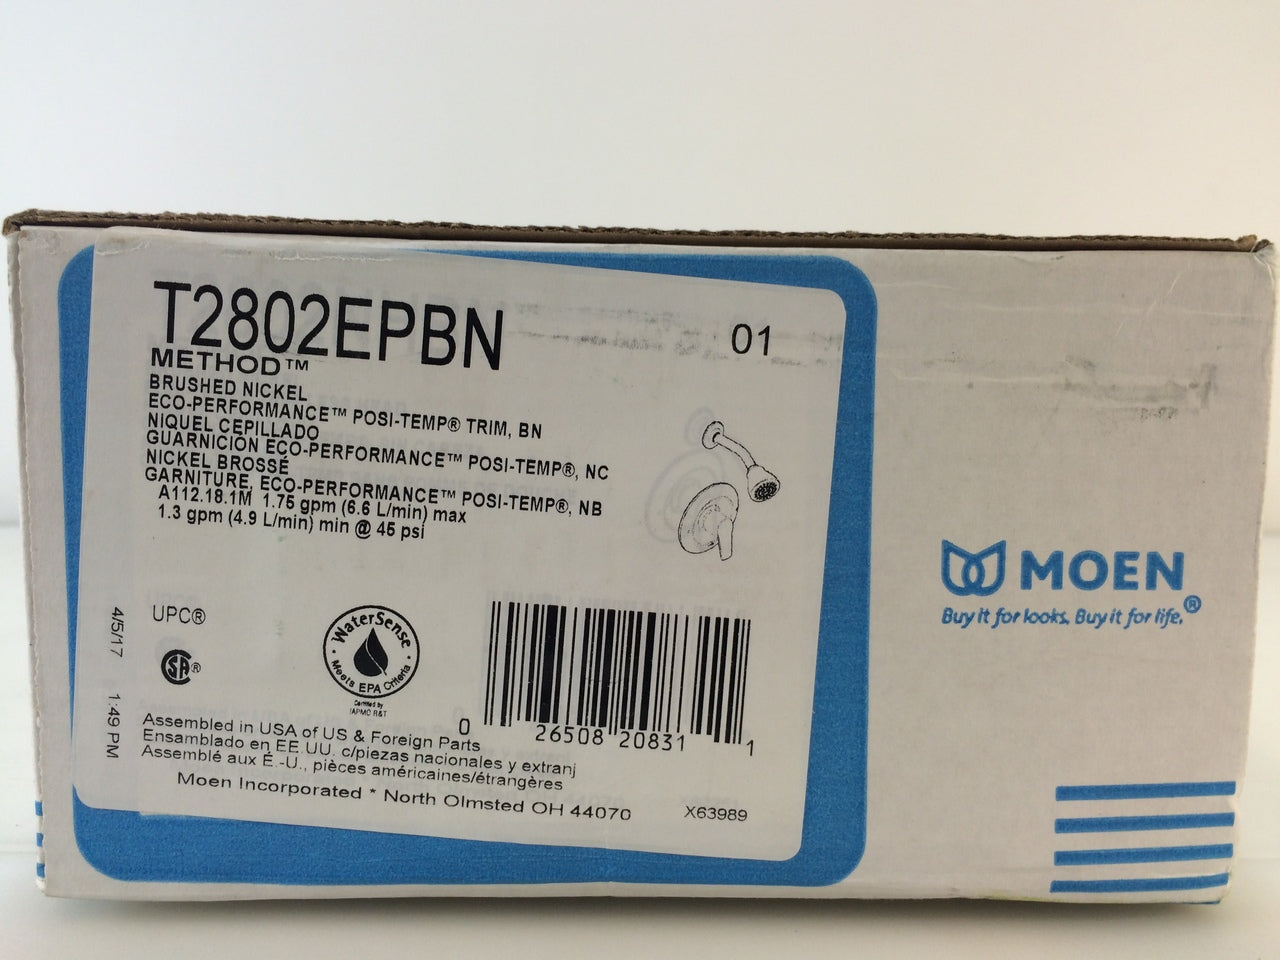 T2802EPBN
01
METHOD™
BRUSHED NICKEL
ECO-PERFORMANCE™ POSI-TEMP® TRIM, BN
NIQUEL CEPILLADO
GUARNICIÓN ECO-PERFORMANCE™ POSI-TEMP®, NC
NICKEL BROSSÉ
GARNITURE, ECO-PERFORMANCE™ POSI-TEMP®, NB
A112.18.1M 1.75 gpm (6.6 L/min) max
1.3 gpm (4.9 L/min) min @ 45 psi
MOEN
Buy it for looks. Buy it for life.®
4/5/17 1:49 PM
UPC®
SA®
WaterSense
Meets EPA Criteria
Certified by
IAPMO R&T
0 26508 20831 1
Assembled in USA of US & Foreign Parts
Ensamblado en EE.UU. c/piezas nacionales y extranj
Assemblé aux É.-U., pièces américaines/étrangères
Moen Incorporated * North Olmsted OH 44070
X63989